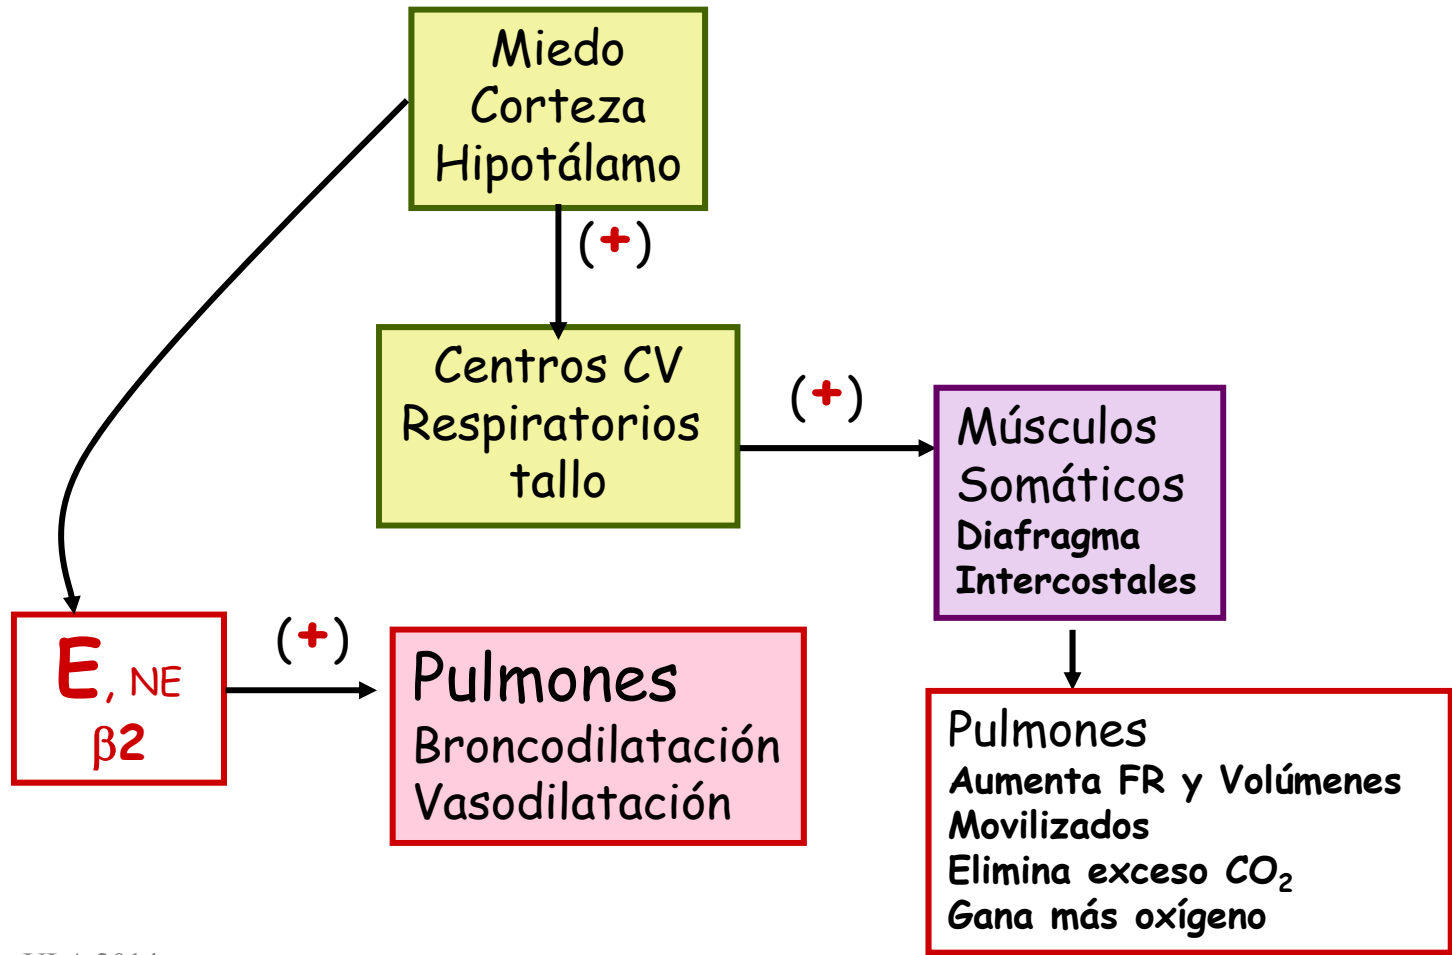 Miedo
Corteza
Hipotálamo
(+)
Centros CV
Respiratorios
tallo
(+)
Músculos
Somáticos
Diafragma
Intercostales
E, NE
β2
(+)
Pulmones
Broncodilatación
Vasodilatación
Pulmones
Aumenta FR y Volúmenes
Movilizados
Elimina exceso CO₂
Gana más oxígeno